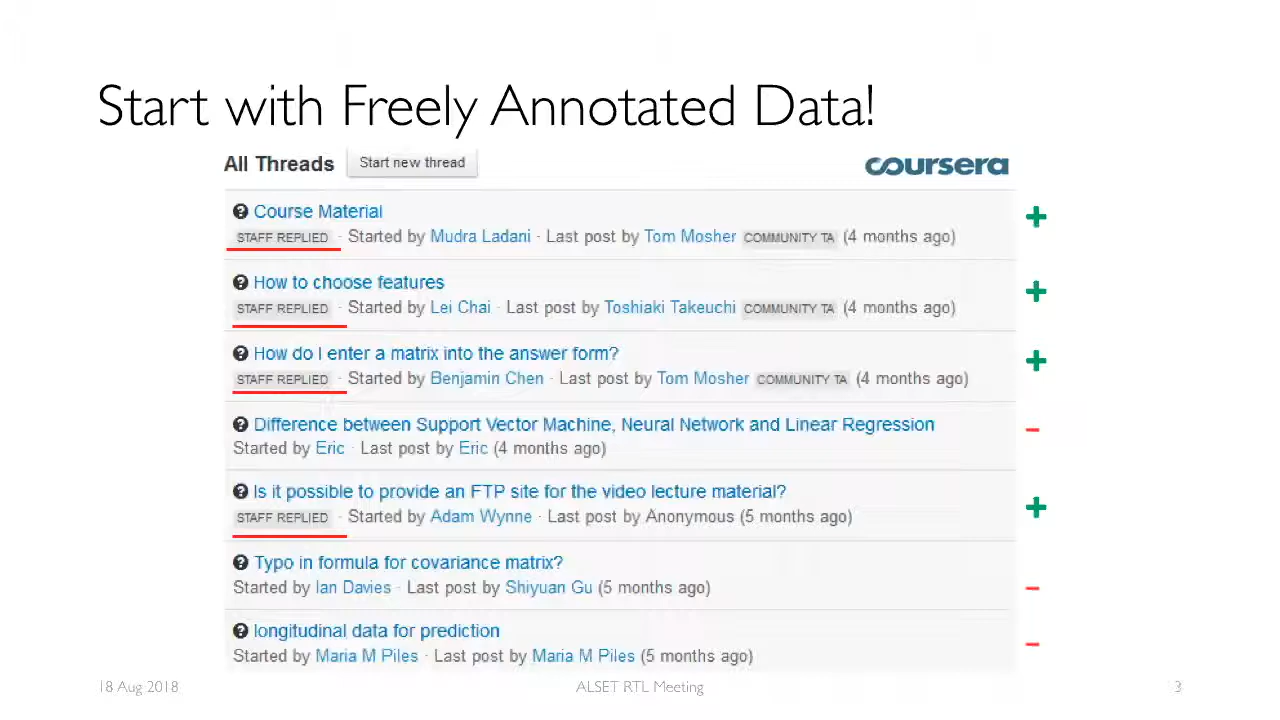 Start with Freely Annotated Data!
All Threads Start new thread coursera
Course Material +
STAFF REPLIED · Started by Mudra Ladani · Last post by Tom Mosher COMMUNITY TA (4 months ago)
How to choose features +
STAFF REPLIED · Started by Lei Chai · Last post by Toshiaki Takeuchi COMMUNITY TA (4 months ago)
How do I enter a matrix into the answer form? +
STAFF REPLIED · Started by Benjamin Chen · Last post by Tom Mosher COMMUNITY TA (4 months ago)
Difference between Support Vector Machine, Neural Network and Linear Regression –
Started by Eric · Last post by Eric (4 months ago)
Is it possible to provide an FTP site for the video lecture material? +
STAFF REPLIED · Started by Adam Wynne · Last post by Anonymous (5 months ago)
Typo in formula for covariance matrix?
Started by Ian Davies · Last post by Shiyuan Gu (5 months ago) –
longitudinal data for prediction –
Started by Maria M Piles · Last post by Maria M Piles (5 months ago)
18 Aug 2018 ALSET RTL Meeting 3